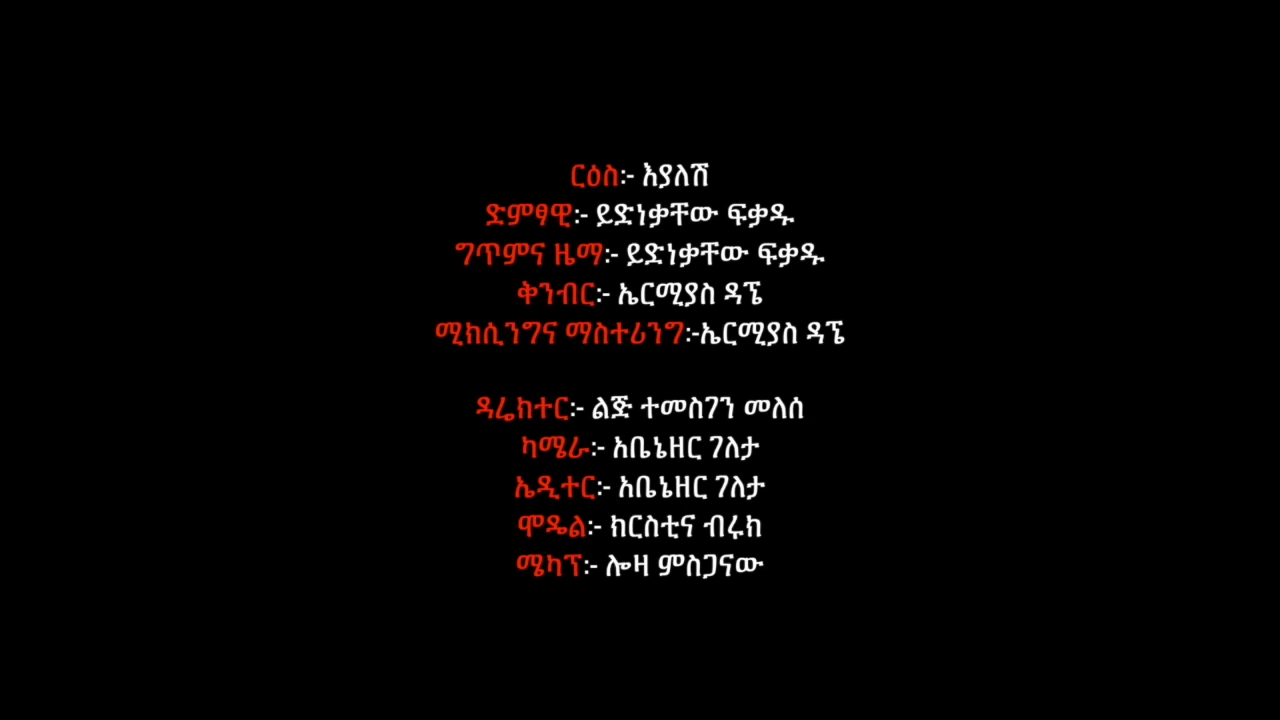 ርዕስ፦ እያለሽ
ድምፃዊ፦ ይድነቃቸው ፍቃዱ
ግጥምና ዜማ፦ ይድነቃቸው ፍቃዱ
ቅንብር፦ ኤርሚያስ ዳኜ
ሚክሲንግና ማስተሪንግ፦ኤርሚያስ ዳኜ
ዳሬክተር፦ ልጅ ተመስገን መለሰ
ካሜራ፦ አቤኔዘር ገለታ
ኤዲተር፦ አቤኔዘር ገለታ
ሞዴል፦ ክርስቲና ብሩክ
ሜካፕ፦ ሎዛ ምስጋናው